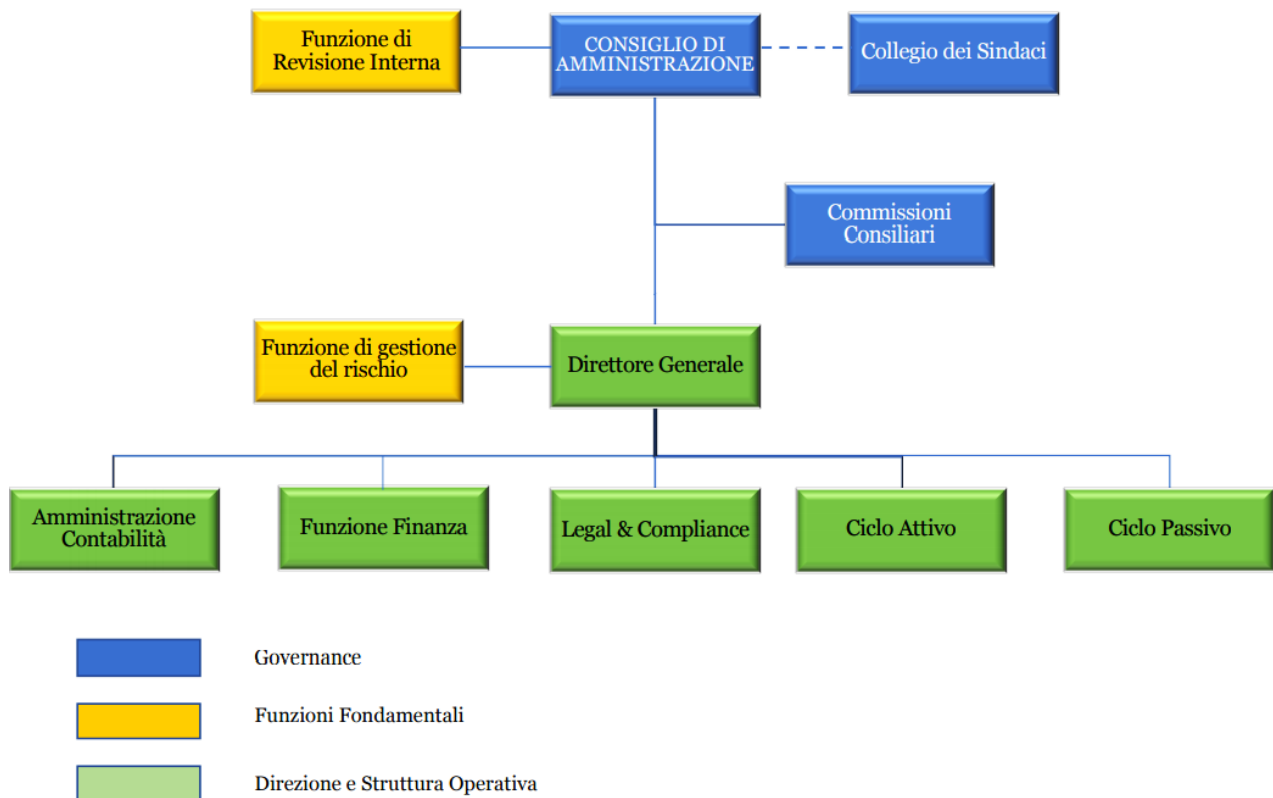 Funzione di
Revisione Interna
CONSIGLIO DI
AMMINISTRAZIONE
Collegio dei Sindaci
Commissioni
Consiliari
Funzione di gestione
del rischio
Direttore Generale
Amministrazione
Contabilità
Funzione Finanza
Legal & Compliance
Ciclo Attivo
Ciclo Passivo
Governance
Funzioni Fondamentali
Direzione e Struttura Operativa